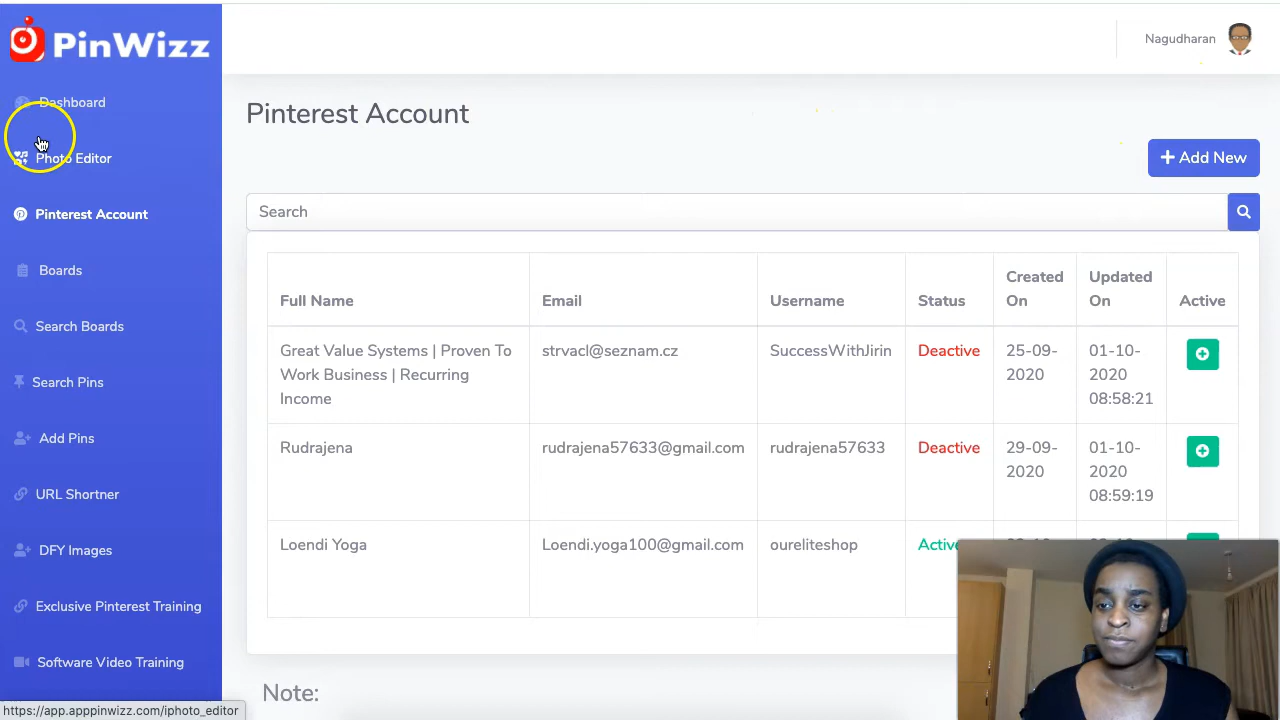 PinWizz
Nagudharan
Dashboard
Photo Editor
Pinterest Account
Boards
Search Boards
Search Pins
Add Pins
URL Shortner
DFY Images
Exclusive Pinterest Training
Software Video Training
https://app.apppinwizz.com/iphoto_editor
Pinterest Account
Add New
Search
Full Name Email Username Status Created On Updated On Active
Great Value Systems | Proven To Work Business | Recurring Income strvacl@seznam.cz SuccessWithJirin Deactive 25-09-2020 01-10-2020 08:58:21
Rudrajena rudrajena57633@gmail.com rudrajena57633 Deactive 29-09-2020 01-10-2020 08:59:19
Loendi Yoga Loendi.yoga100@gmail.com oureliteshop Active
Note: